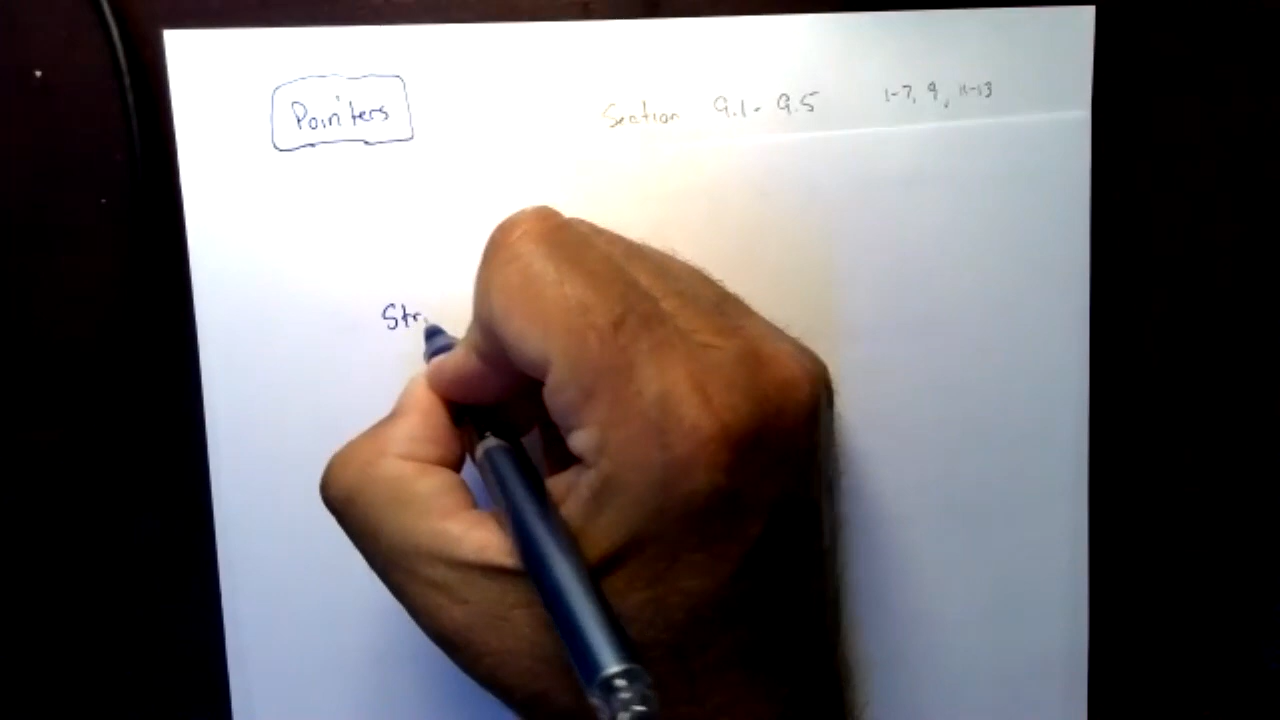 Pointers
Section 9.1 - 9.5 1-7, 9, 11-13
Str